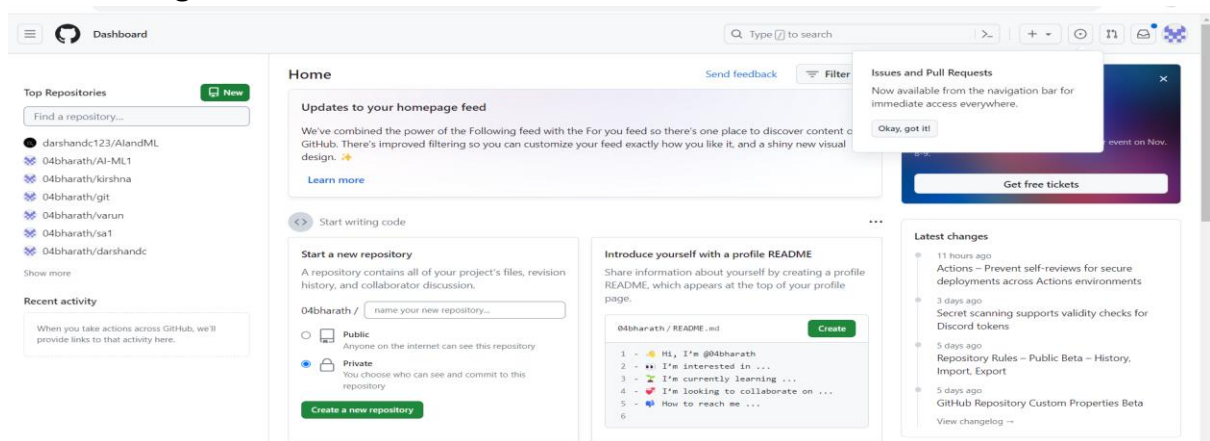 Dashboard
Type / to search
Top Repositories
New
Find a repository...
darshandc123/AIandML
04bharath/AI-ML1
04bharath/kirshna
04bharath/git
04bharath/varun
04bharath/sa1
04bharath/darshandc
Show more
Recent activity
When you take actions across GitHub, we'll
provide links to that activity here.
Home
Send feedback
Filter
Updates to your homepage feed
We've combined the power of the Following feed with the For you feed so there's one place to discover content
GitHub. There's improved filtering so you can customize your feed exactly how you like it, and a shiny new visual
design. ✨
Learn more
Start writing code
Start a new repository
A repository contains all of your project's files, revision
history, and collaborator discussion.
04bharath /
name your new repository...
Public
Anyone on the internet can see this repository
Private
You choose who can see and commit to this
repository
Create a new repository
Introduce yourself with a profile README
Share information about yourself by creating a profile
README, which appears at the top of your profile
page.
04bharath / README.md
Create
1 - 👋 Hi, I'm @04bharath
2 - 👀 I'm interested in ...
3 - 🌱 I'm currently learning ...
4 - 💞️ I'm looking to collaborate on ...
5 - 📫 How to reach me ...
6
Issues and Pull Requests
Now available from the navigation bar for
immediate access everywhere.
Okay, got it!
event on Nov.
8-9.
Get free tickets
Latest changes
11 hours ago
Actions – Prevent self-reviews for secure
deployments across Actions environments
3 days ago
Secret scanning supports validity checks for
Discord tokens
5 days ago
Repository Rules – Public Beta – History,
Import, Export
5 days ago
GitHub Repository Custom Properties Beta
View changelog →